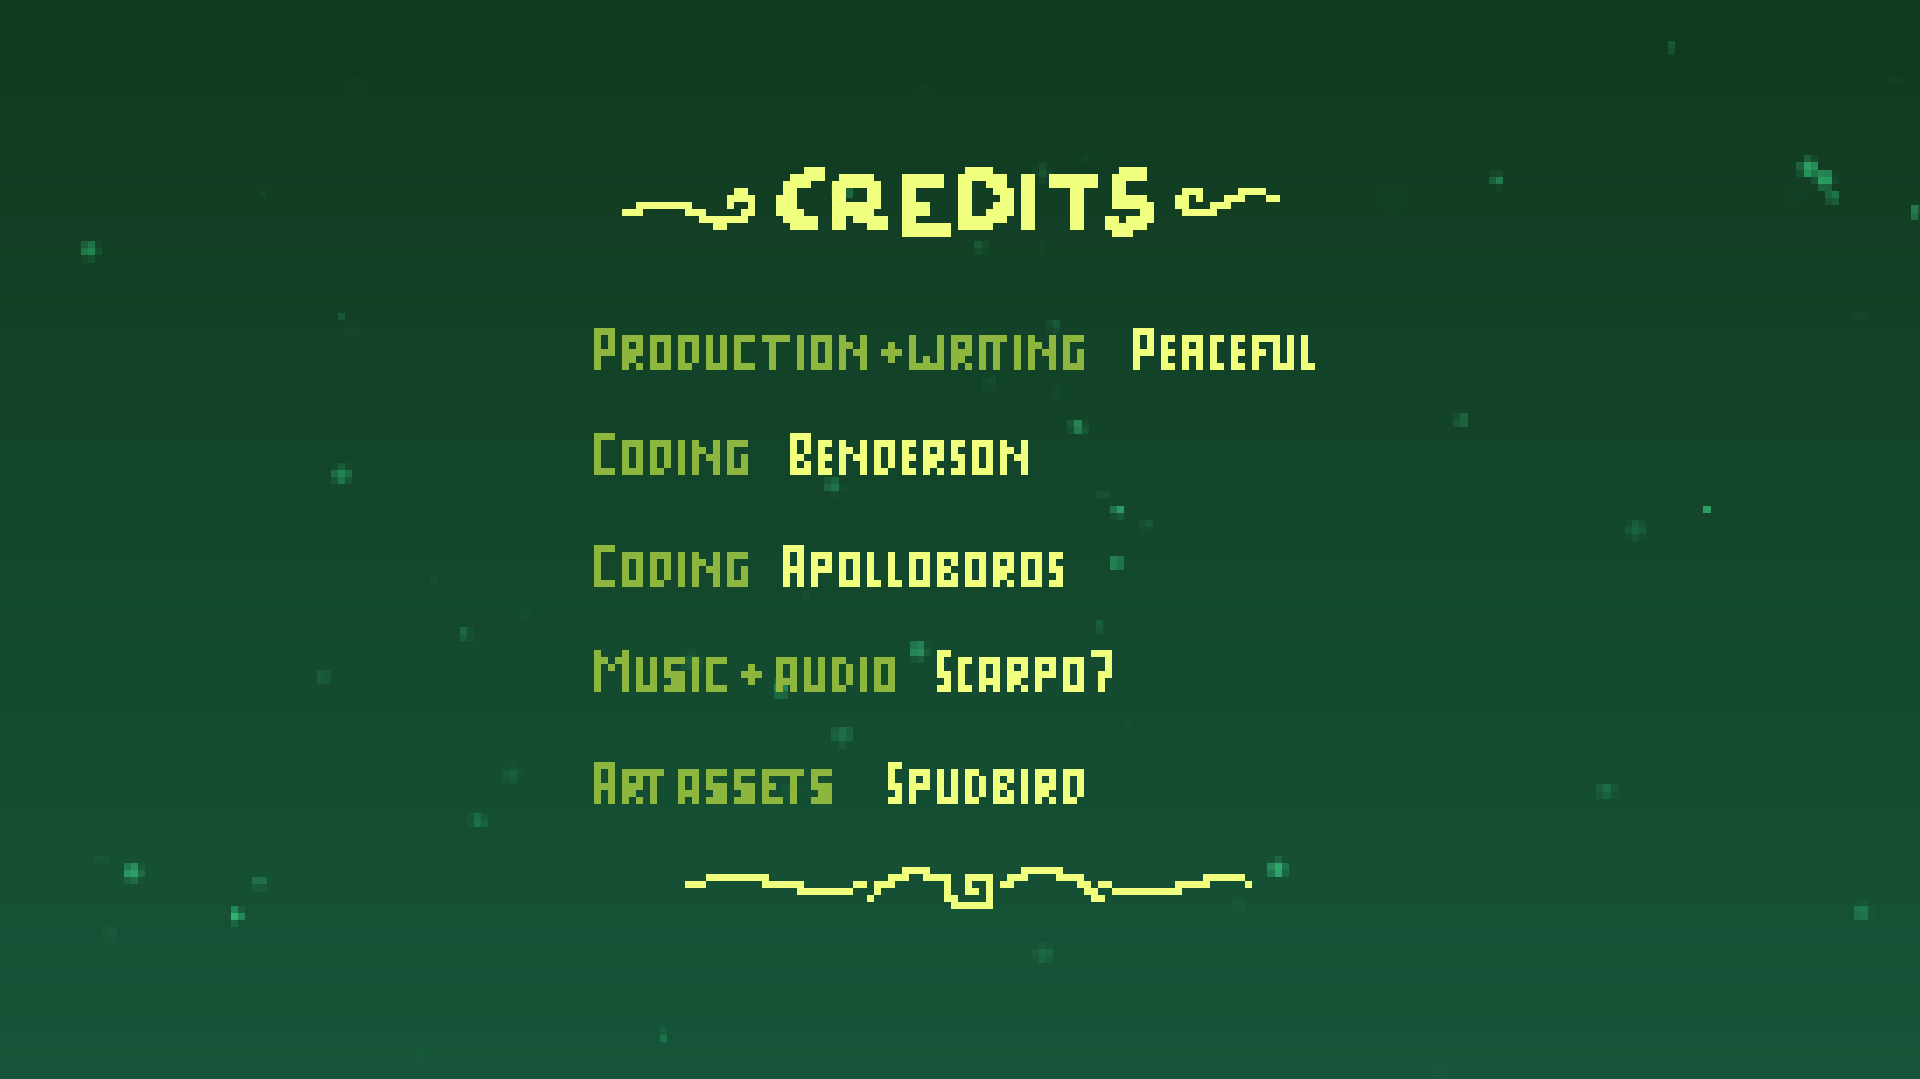 CREDITS
PRODUCTION + WRITING PEACEFUL
CODING BENDERSON
CODING APOLLOBOROS
MUSIC + AUDIO SCARPO7
ART ASSETS SPUDBIRD